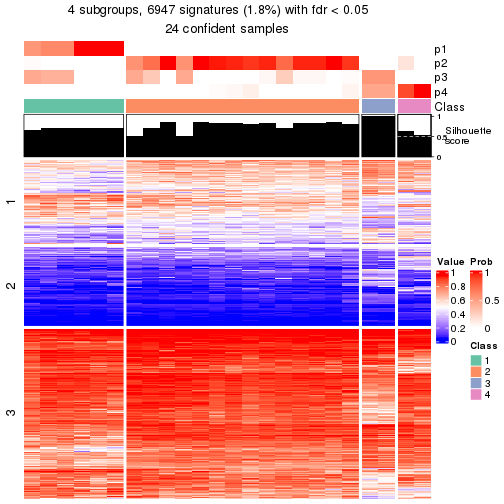 4 subgroups, 6947 signatures (1.8%) with fdr < 0.05
24 confident samples
p1
p2
p3
p4
Class
1
0.5
0
Silhouette
score
1
2
3
Value
1
0.8
0.6
0.4
0.2
0
Prob
1
0.5
0
Class
1
2
3
4